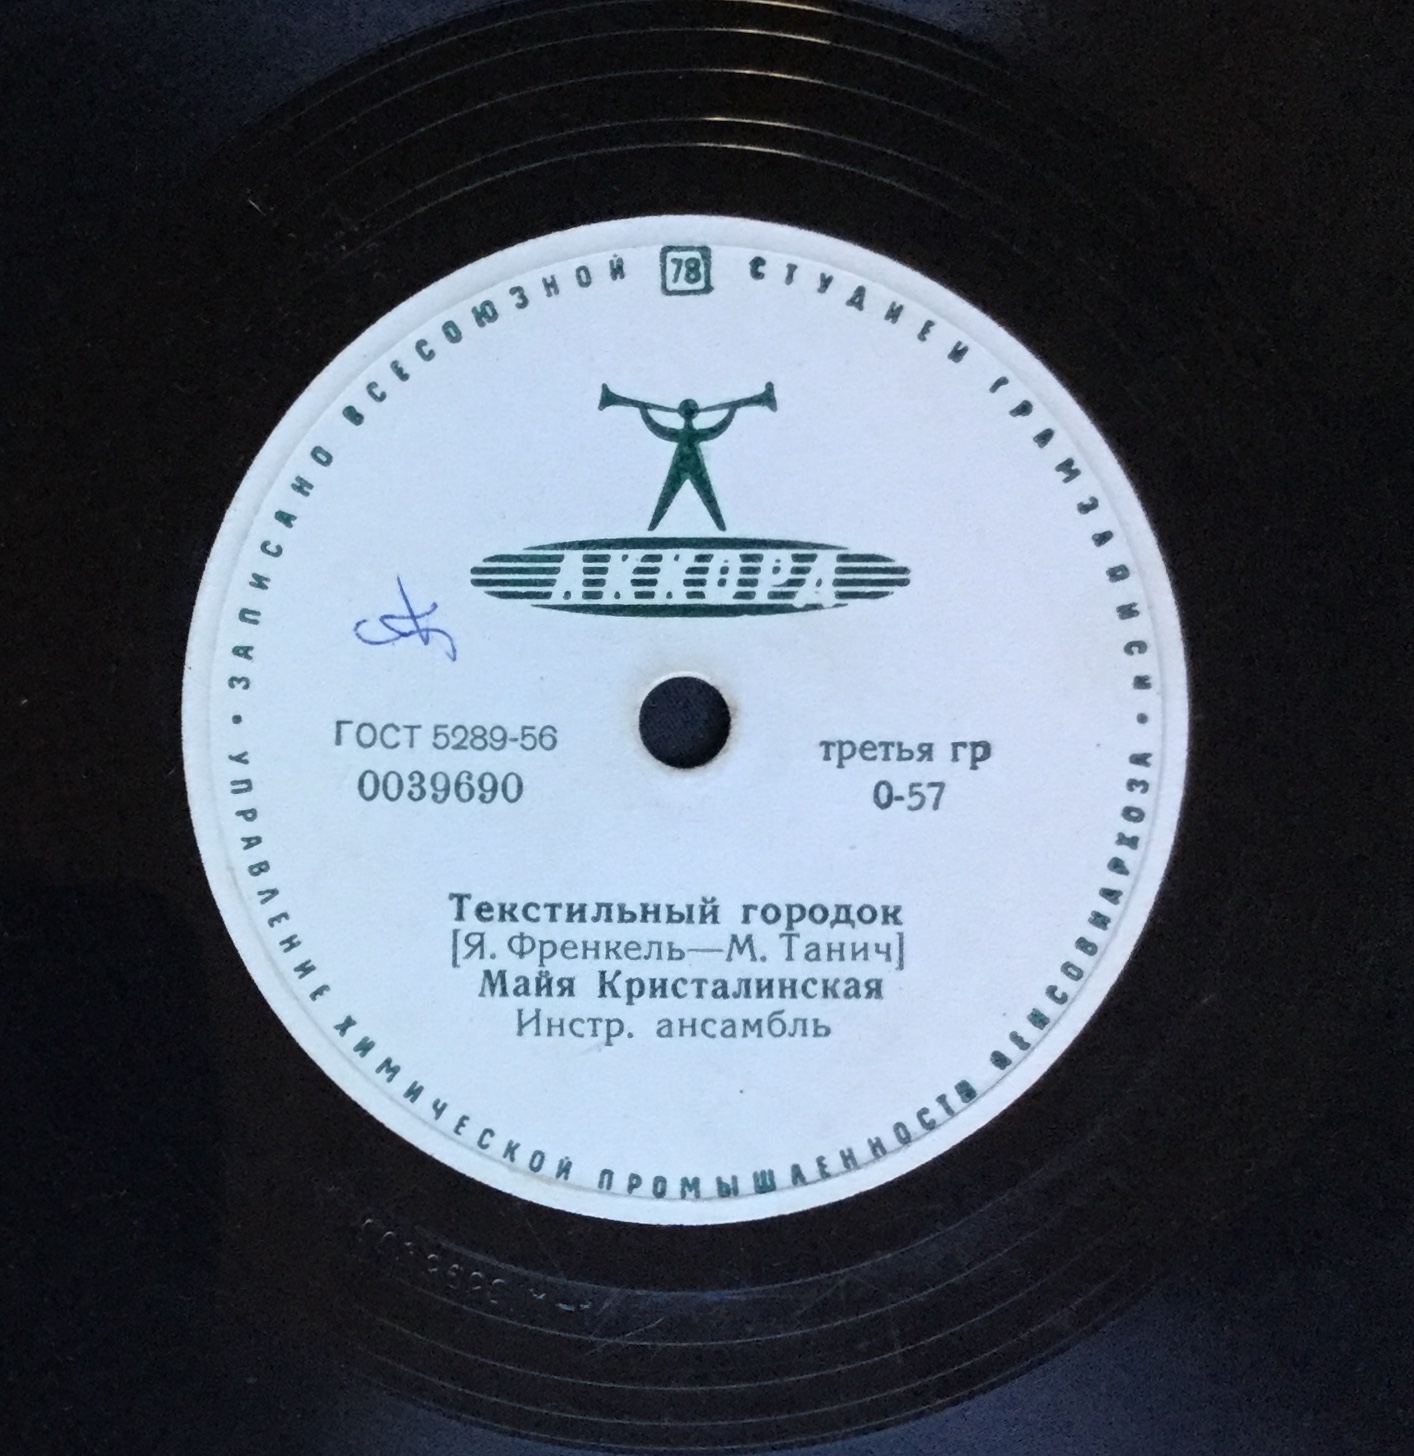 ЗАПИСАНО ВСЕСОЮЗНОЙ
78
СТУДИЕЙ ГРАМЗАПИСИ
АККОРД
ГОСТ 5289-56
0039690
третья гр
0-57
Текстильный городок
[Я. Френкель—М. Танич]
Майя Кристалинская
Инстр. ансамбль
УПРАВЛЕНИЕ ХИМИЧЕСКОЙ ПРОМЫШЛЕННОСТИ ЛЕНСОВНАРХОЗА